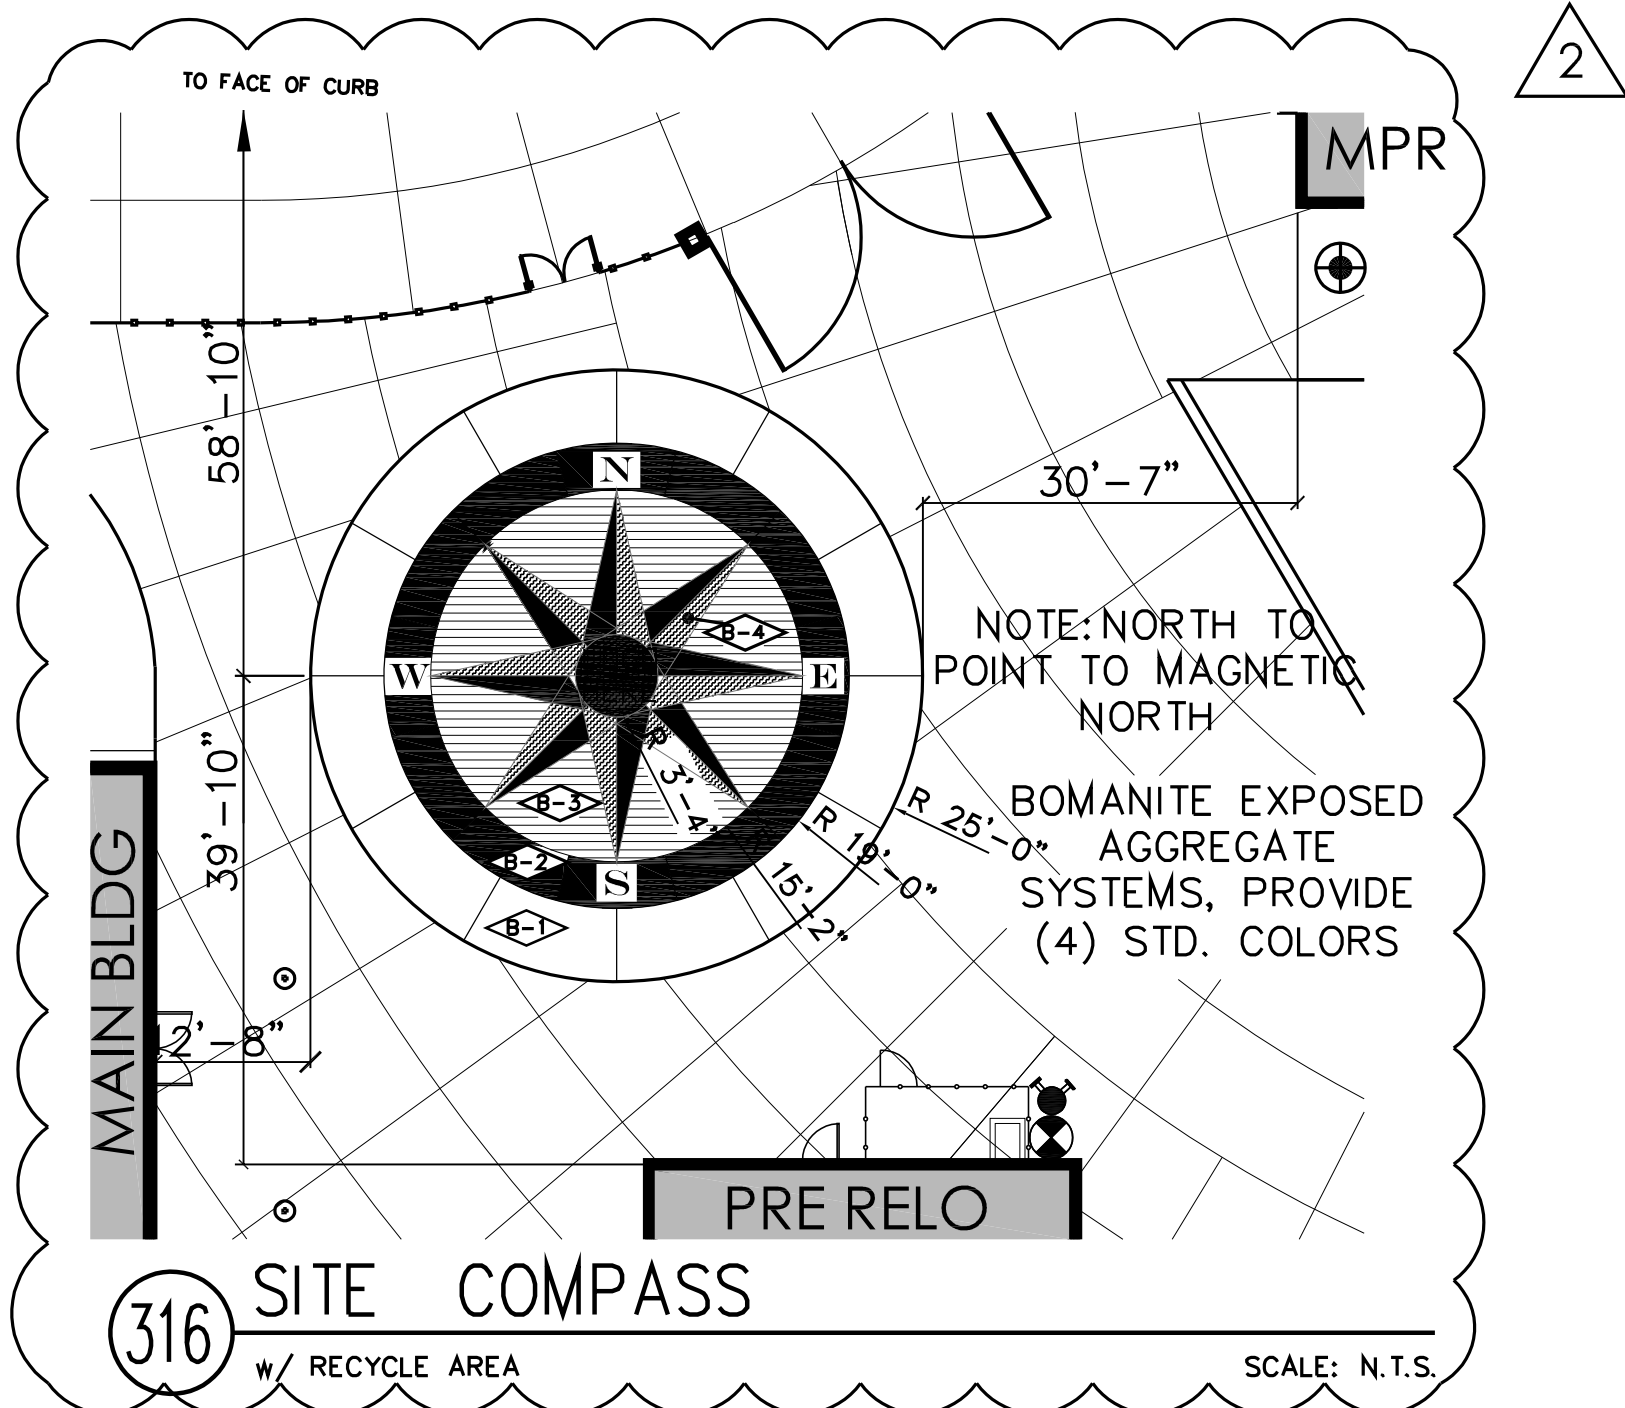 2
TO FACE OF CURB
MPR
58'-10"
N
30'-7"
B-4
W
E
NOTE: NORTH TO
POINT TO MAGNETIC
NORTH
R 3'-4"
39'-10"
B-3
R 15'-2"
R 19'-0"
R 25'-0"
BOMANITE EXPOSED
AGGREGATE
SYSTEMS, PROVIDE
(4) STD. COLORS
B-2
S
B-1
MAIN BLDG
12'-8"
PRE RELO
316
SITE COMPASS
W/ RECYCLE AREA
SCALE: N.T.S.